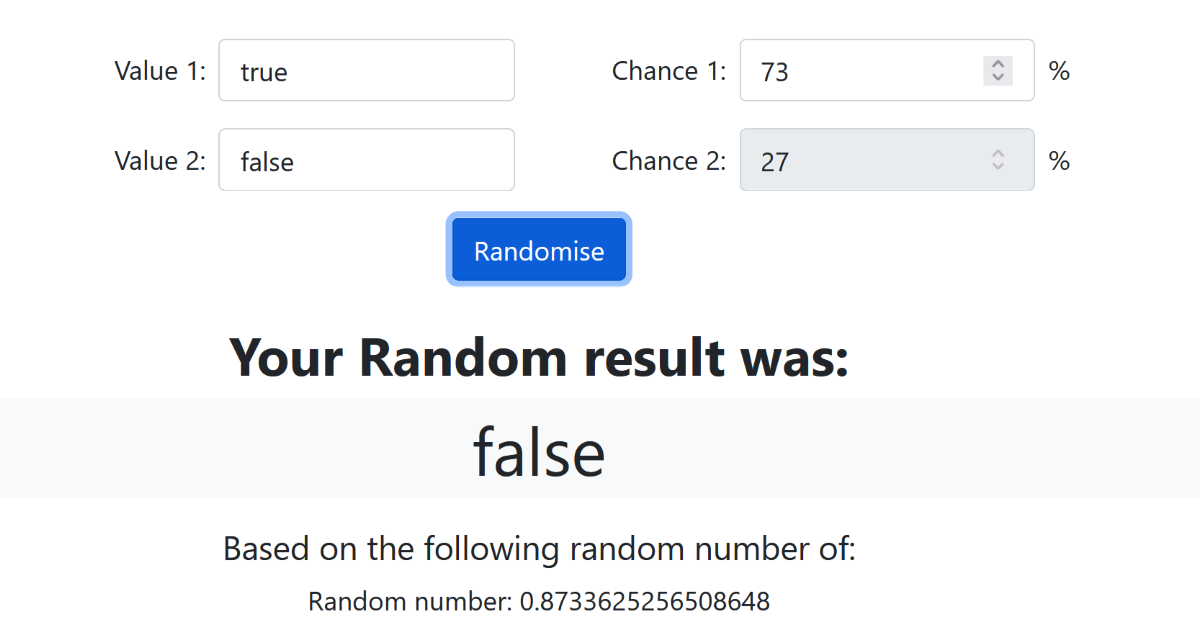 Value 1: true Chance 1: 73 %
Value 2: false Chance 2: 27 %
Randomise
Your Random result was:
false
Based on the following random number of:
Random number: 0.8733625256508648